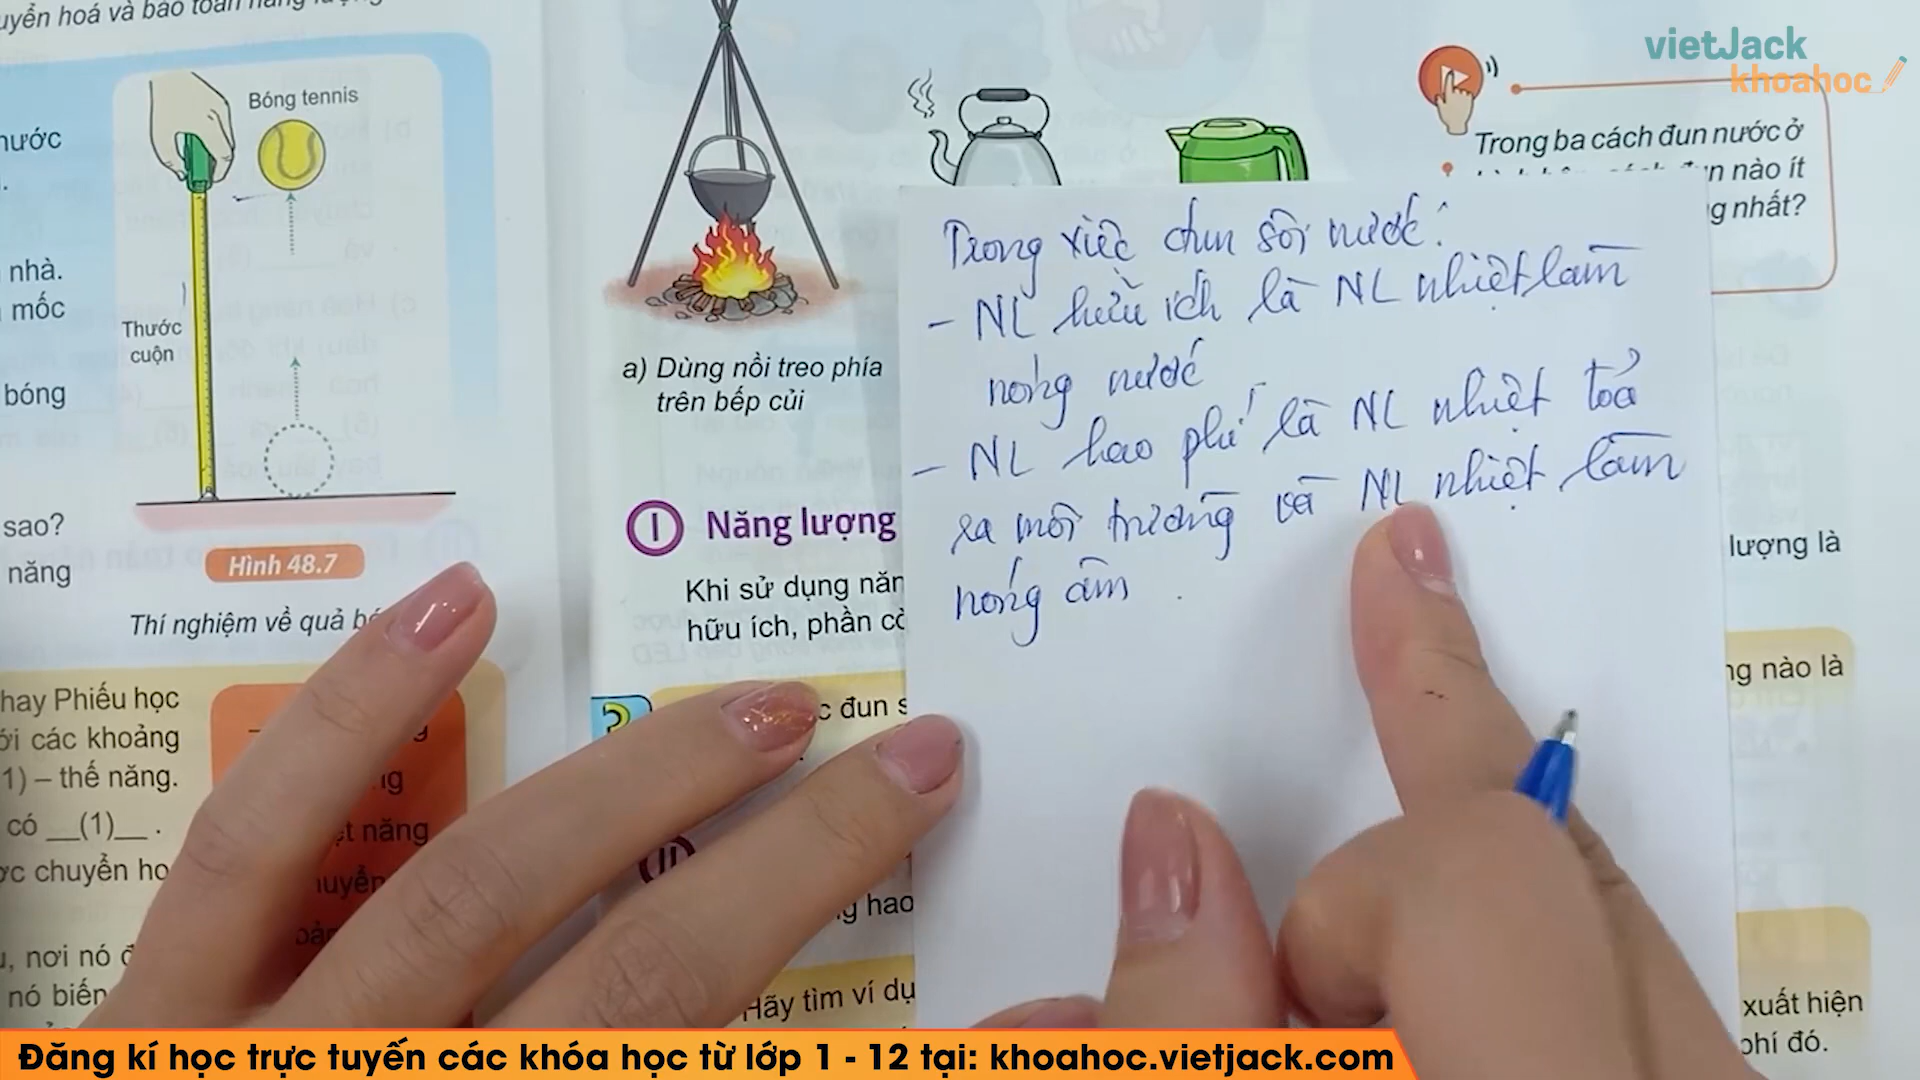 uyển hoá và bảo toàn năng lượng
vietJack
khoahoc
Bóng tennis
nước
nhà.
mốc
Thước
cuộn
bóng
sao?
năng
Hình 48.7
Thí nghiệm về quả bó
hay Phiếu học
ới các khoảng
1) – thế năng.
có __(1)__ .
ợc chuyển ho
, nơi nó đ
nó biến
g
ng
ệt năng
huyển
a) Dùng nồi treo phía
trên bếp củi
I Năng lượng
Khi sử dụng năn
hữu ích, phần cò
c đun s
g hao
Hãy tìm ví dụ
Trong ba cách đun nước ở
n nào ít
g nhất?
Trong việc đun sôi nước:
- NL hữu ích là NL nhiệt làm
nóng nước
- NL hao phí là NL nhiệt toả
ra môi trường và NL nhiệt làm
nóng ấm.
lượng là
ng nào là
xuất hiện
phí đó.
Đăng kí học trực tuyến các khóa học từ lớp 1 - 12 tại: khoahoc.vietjack.com